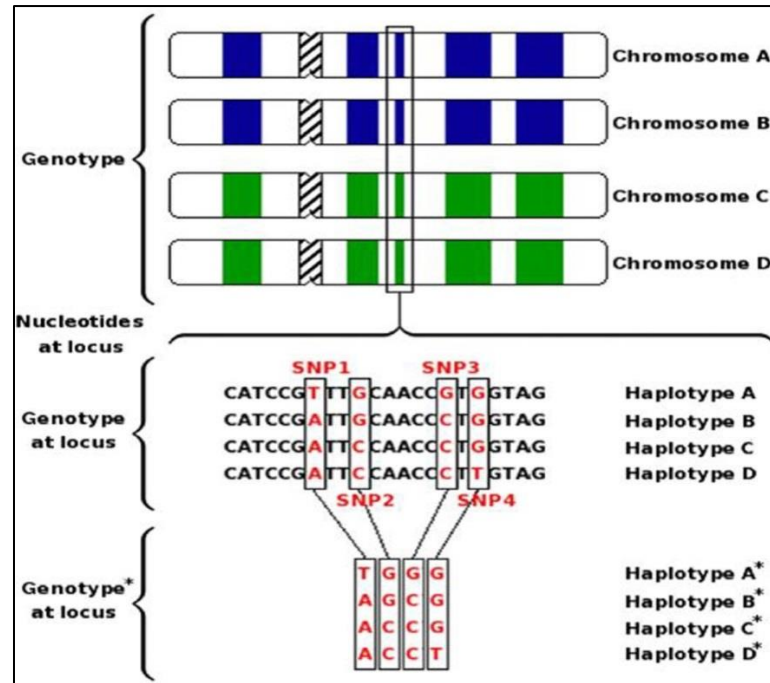 Chromosome A
Chromosome B
Genotype
Chromosome C
Chromosome D
Nucleotides
at locus
SNP1 SNP3
CATCCGTTTGCAACCGTGGTAG Haplotype A
CATCCGATTGCAACCCTGGTAG Haplotype B
Genotype
at locus
CATCCGATTCCAACCCTGGTAG Haplotype C
CATCCGATTCCAACCCTTGTAG Haplotype D
SNP2 SNP4
TGGG Haplotype A*
AGCG Haplotype B*
Genotype*
at locus
ACCG Haplotype C*
ACCT Haplotype D*